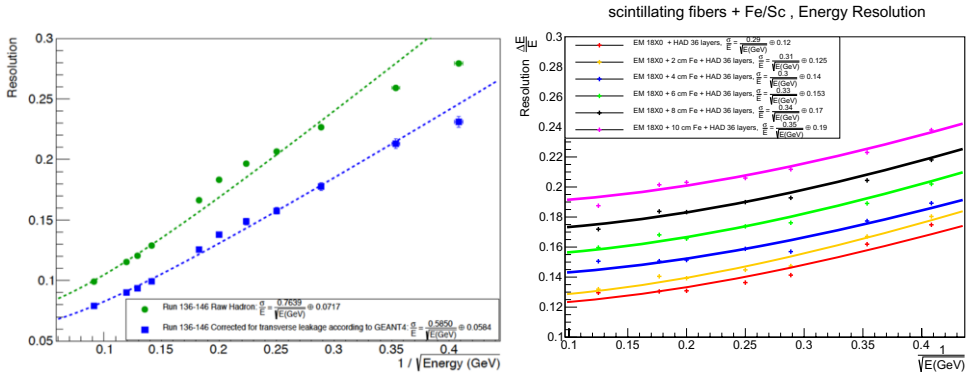 scintillating fibers + Fe/Sc , Energy Resolution
Resolution
0.3
0.25
0.2
0.15
0.1
0.05
Run 136-146 Raw Hadron: σ/E = 0.7639/√E(GeV) ⊕ 0.0717
Run 136-146 Corrected for transverse leakage according to GEANT4: σ/E = 0.5850/√E(GeV) ⊕ 0.0584
0.1 0.15 0.2 0.25 0.3 0.35 0.4
1 / √Energy (GeV)
Resolution ΔE/E
0.3
0.28
0.26
0.24
0.22
0.2
0.18
0.16
0.14
0.12
EM 18X0 + HAD 36 layers, σ/E = 0.29/√E(GeV) ⊕ 0.12
EM 18X0 + 2 cm Fe + HAD 36 layers, σ/E = 0.31/√E(GeV) ⊕ 0.125
EM 18X0 + 4 cm Fe + HAD 36 layers, σ/E = 0.3/√E(GeV) ⊕ 0.14
EM 18X0 + 6 cm Fe + HAD 36 layers, σ/E = 0.33/√E(GeV) ⊕ 0.153
EM 18X0 + 8 cm Fe + HAD 36 layers, σ/E = 0.34/√E(GeV) ⊕ 0.17
EM 18X0 + 10 cm Fe + HAD 36 layers, σ/E = 0.35/√E(GeV) ⊕ 0.19
0.1 0.15 0.2 0.25 0.3 0.35 0.4
1/√E(GeV)